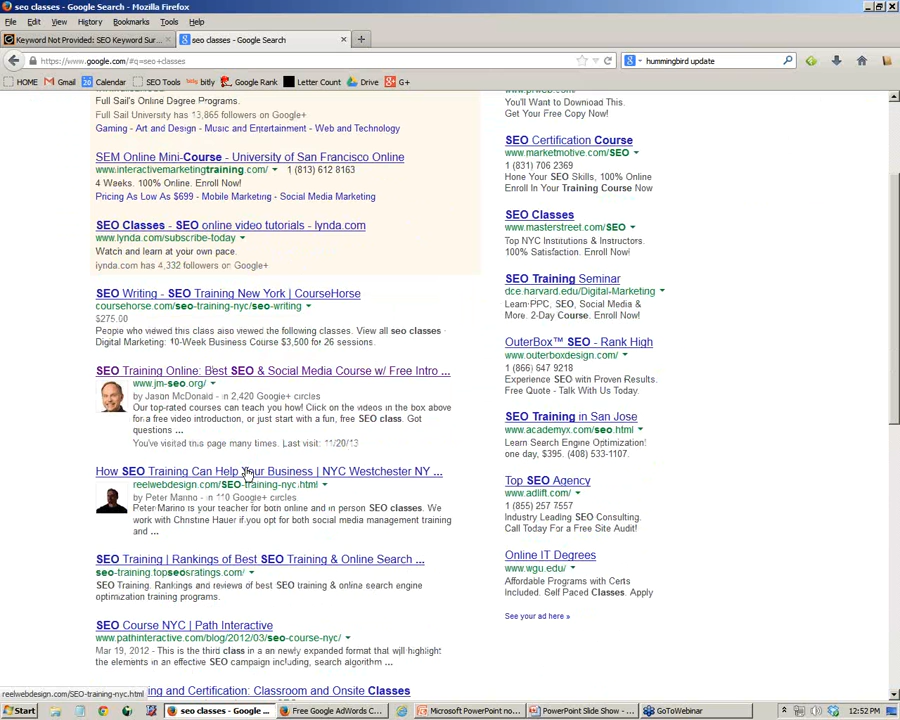 seo classes - Google Search - Mozilla Firefox
File Edit View History Bookmarks Tools Help
Keyword Not Provided: SEO Keyword Sur... × seo classes - Google Search × +
https://www.google.com/#q=seo+classes
hummingbird update
HOME Gmail 20 Calendar SEO Tools bitly Google Rank Letter Count Drive G+
Full Sail's Online Degree Programs.
Full Sail University has 13,865 followers on Google+
Gaming - Art and Design - Music and Entertainment - Web and Technology
SEM Online Mini-Course - University of San Francisco Online
www.interactivemarketingtraining.com/ 1 (813) 612 8163
4 Weeks. 100% Online. Enroll Now!
Pricing As Low As $699 - Mobile Marketing - Social Media Marketing
SEO Classes - SEO online video tutorials - lynda.com
www.lynda.com/subscribe-today
Watch and learn at your own pace.
lynda.com has 4,332 followers on Google+
SEO Writing - SEO Training New York | CourseHorse
coursehorse.com/seo-training-nyc/seo-writing
$275.00
People who viewed this class also viewed the following classes. View all seo classes ·
Digital Marketing: 10-Week Business Course $3,500 for 26 sessions.
SEO Training Online: Best SEO & Social Media Course w/ Free Intro ...
www.jm-seo.org/
by Jason McDonald - in 2,420 Google+ circles
Our top-rated courses can teach you how! Click on the videos in the box above
for a free video introduction, or just start with a fun, free SEO class. Got
questions ...
You've visited this page many times. Last visit: 11/20/13
How SEO Training Can Help Your Business | NYC Westchester NY ...
reelwebdesign.com/SEO-training-nyc.html
by Peter Marino - in 110 Google+ circles
Peter Marino is your teacher for both online and in person SEO classes. We
work with Christine Hauer if you opt for both social media management training
and ...
SEO Training | Rankings of Best SEO Training & Online Search ...
seo-training.topseosratings.com/
SEO Training. Rankings and reviews of best SEO training & online search engine
optimization training programs.
SEO Course NYC | Path Interactive
www.pathinteractive.com/blog/2012/03/seo-course-nyc/
Mar 19, 2012 - This is the third class in a an newly expanded format that will highlight
the elements in an effective SEO campaign including, search algorithm ...
ing and Certification: Classroom and Onsite Classes
www.prweb.com/
You'll Want to Download This.
Get Your Free Copy Now!
SEO Certification Course
www.marketmotive.com/SEO
1 (831) 706 2369
Hone Your SEO Skills, 100% Online
Enroll In Your Training Course Now
SEO Classes
www.masterstreet.com/SEO
Top NYC Institutions & Instructors.
100% Satisfaction. Enroll Now!
SEO Training Seminar
dce.harvard.edu/Digital-Marketing
Learn PPC, SEO, Social Media &
More. 2-Day Course. Enroll Now!
OuterBox™ SEO - Rank High
www.outerboxdesign.com/
1 (866) 647 9218
Experience SEO with Proven Results.
Free Quote - Talk With Us Today.
SEO Training in San Jose
www.academyx.com/seo.html
Learn Search Engine Optimization!
one day, $395. (408) 533-1107.
Top SEO Agency
www.adlift.com/
1 (855) 257 7557
Industry Leading SEO Consulting.
Call Today For a Free Site Audit!
Online IT Degrees
www.wgu.edu/
Affordable Programs with Certs
Included. Self Paced Classes. Apply
See your ad here »
reelwebdesign.com/SEO-training-nyc.html
Start seo classes - Google ... Free Google AdWords C... Microsoft PowerPoint no... PowerPoint Slide Show - ... GoToWebinar 12:52 PM